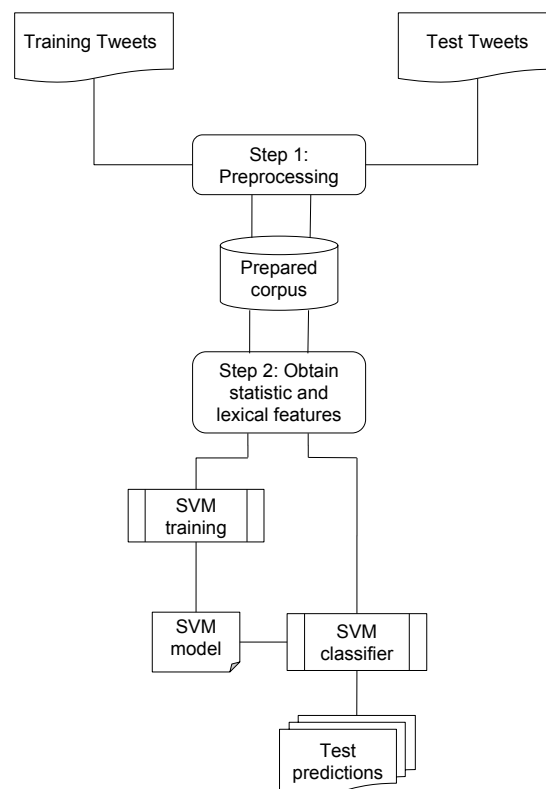 Training Tweets
Test Tweets
Step 1:
Preprocessing
Prepared
corpus
Step 2: Obtain
statistic and
lexical features
SVM
training
SVM
model
SVM
classifier
Test
predictions